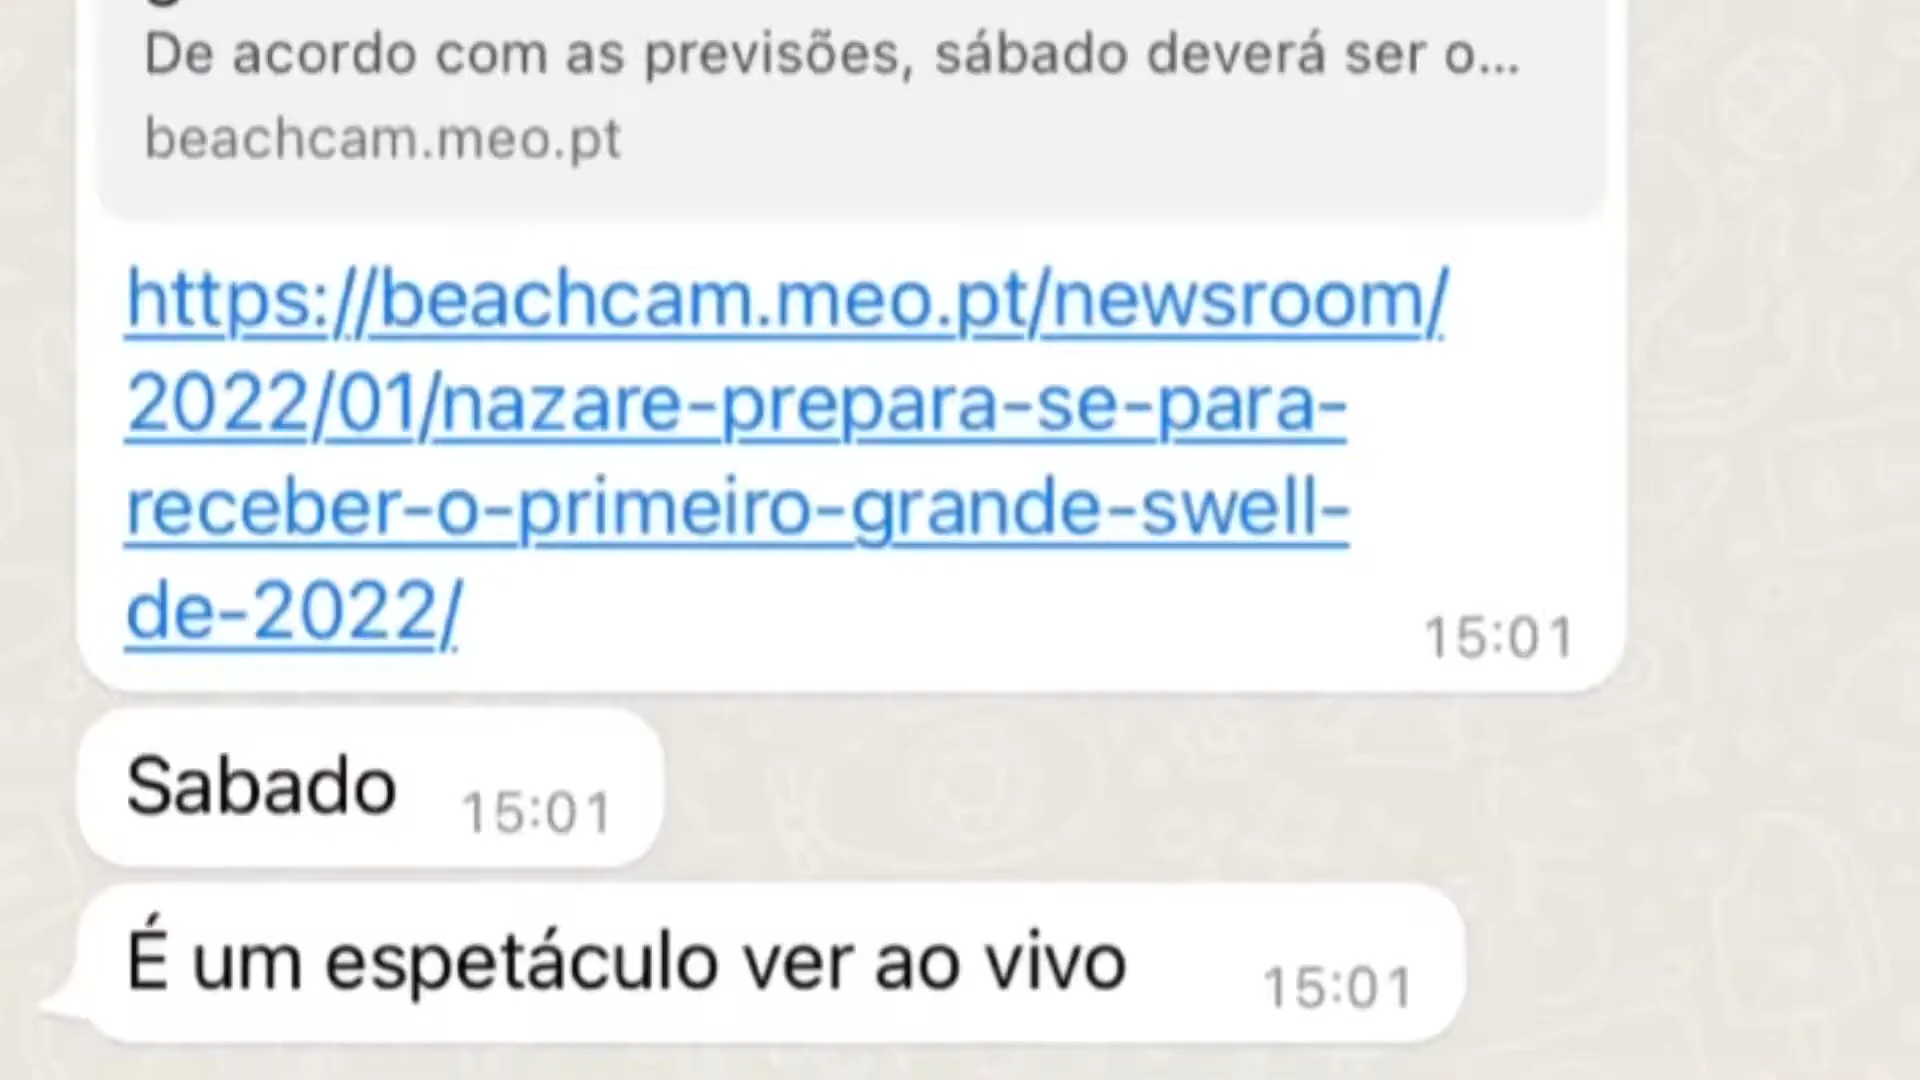 De acordo com as previsões, sábado deverá ser o...
beachcam.meo.pt
https://beachcam.meo.pt/newsroom/
2022/01/nazare-prepara-se-para-
receber-o-primeiro-grande-swell-
de-2022/
15:01
Sabado 15:01
É um espetáculo ver ao vivo 15:01